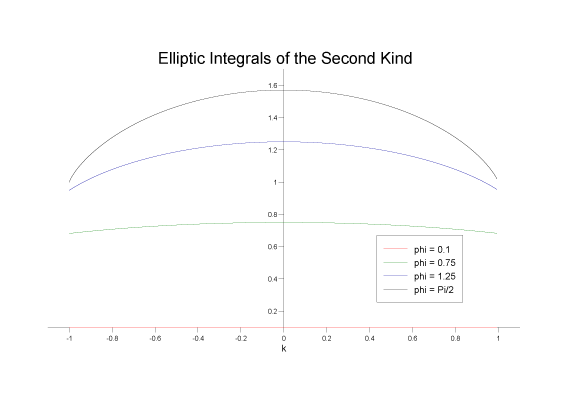 Elliptic Integrals of the Second Kind
1.6
1.4
1.2
1
0.8
0.6
0.4
0.2
phi = 0.1
phi = 0.75
phi = 1.25
phi = Pi/2
-1 -0.8 -0.6 -0.4 -0.2 0 0.2 0.4 0.6 0.8 1
k